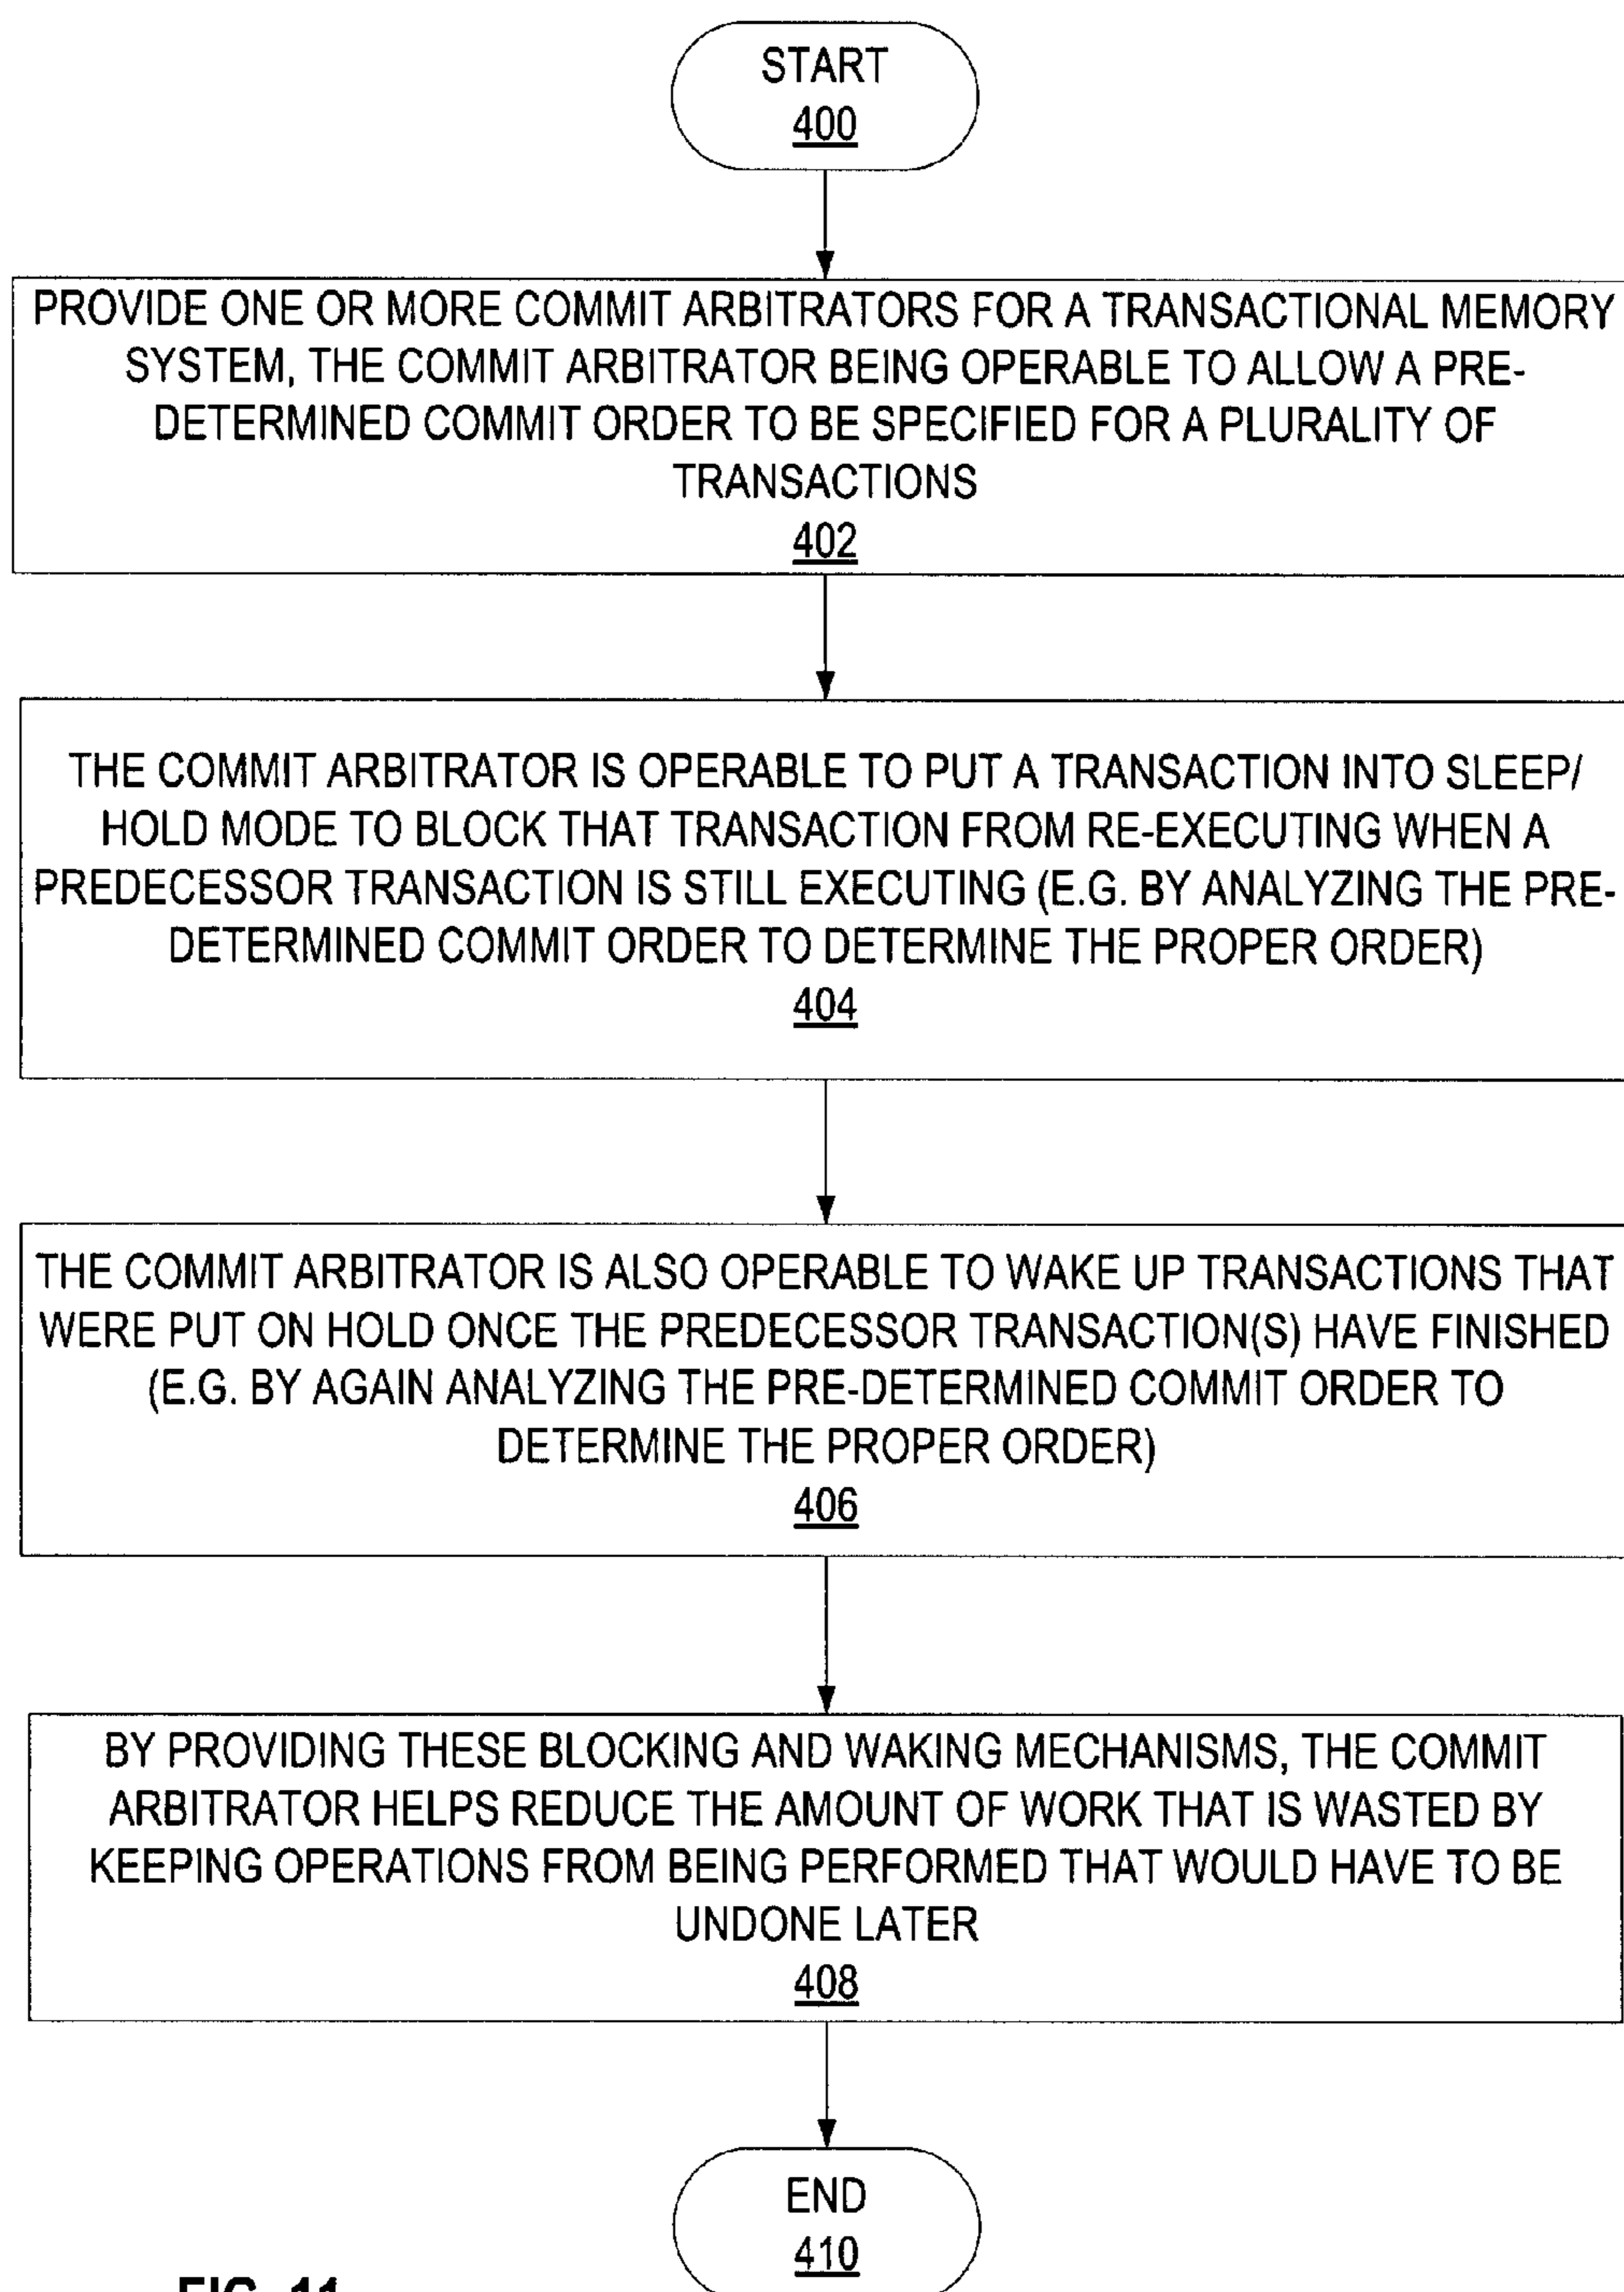 START
400
PROVIDE ONE OR MORE COMMIT ARBITRATORS FOR A TRANSACTIONAL MEMORY
SYSTEM, THE COMMIT ARBITRATOR BEING OPERABLE TO ALLOW A PRE-
DETERMINED COMMIT ORDER TO BE SPECIFIED FOR A PLURALITY OF
TRANSACTIONS
402
THE COMMIT ARBITRATOR IS OPERABLE TO PUT A TRANSACTION INTO SLEEP/
HOLD MODE TO BLOCK THAT TRANSACTION FROM RE-EXECUTING WHEN A
PREDECESSOR TRANSACTION IS STILL EXECUTING (E.G. BY ANALYZING THE PRE-
DETERMINED COMMIT ORDER TO DETERMINE THE PROPER ORDER)
404
THE COMMIT ARBITRATOR IS ALSO OPERABLE TO WAKE UP TRANSACTIONS THAT
WERE PUT ON HOLD ONCE THE PREDECESSOR TRANSACTION(S) HAVE FINISHED
(E.G. BY AGAIN ANALYZING THE PRE-DETERMINED COMMIT ORDER TO
DETERMINE THE PROPER ORDER)
406
BY PROVIDING THESE BLOCKING AND WAKING MECHANISMS, THE COMMIT
ARBITRATOR HELPS REDUCE THE AMOUNT OF WORK THAT IS WASTED BY
KEEPING OPERATIONS FROM BEING PERFORMED THAT WOULD HAVE TO BE
UNDONE LATER
408
END
410
FIG. 11